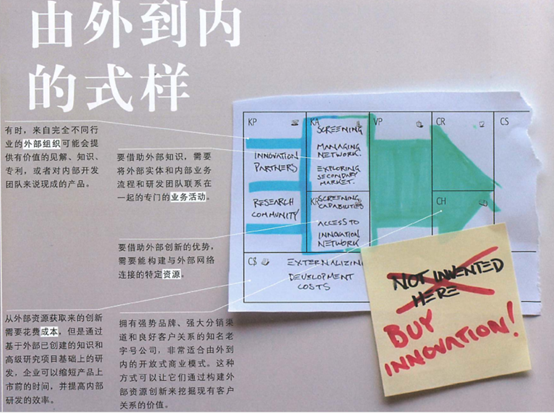 由外到内
的式样
有时，来自完全不同行
业的外部组织可能会提
供有价值的见解、知识、
专利，或者对内部开发
团队来说现成的产品。
要借助外部知识，需要
将外部实体和内部业务
流程和研发团队联系在
一起的专门的业务活动。
要借助外部创新的优势，
需要能构建与外部网络
连接的特定资源。
从外部资源获取来的创新
需要花费成本。但是通过
基于外部已创建的知识和
高级研究项目基础上的研
发，企业可以缩短产品上
市前的时间，并提高内部
研发的效率。
拥有强势品牌、强大分销渠
道和良好客户关系的知名老
字号公司，非常适合由外到
内的开放式商业模式。这种
方式可以让它们通过构建外
部资源创新来挖掘现有客户
关系的价值。
KP
INNOVATION
PARTNERS
RESEARCH
COMMUNITY
KA
SCREENING
MANAGING
NETWORK.
EXPLORING
SECONDARY
MARKET.
KR
SCREENING
CAPABILITIES
ACCESS TO
INNOVATION
NETWORK
VP
CR
CH
CS
C$
EXTERNALIZING
DEVELOPMENT
COSTS
NOT INVENTED
HERE
BUY
INNOVATION!